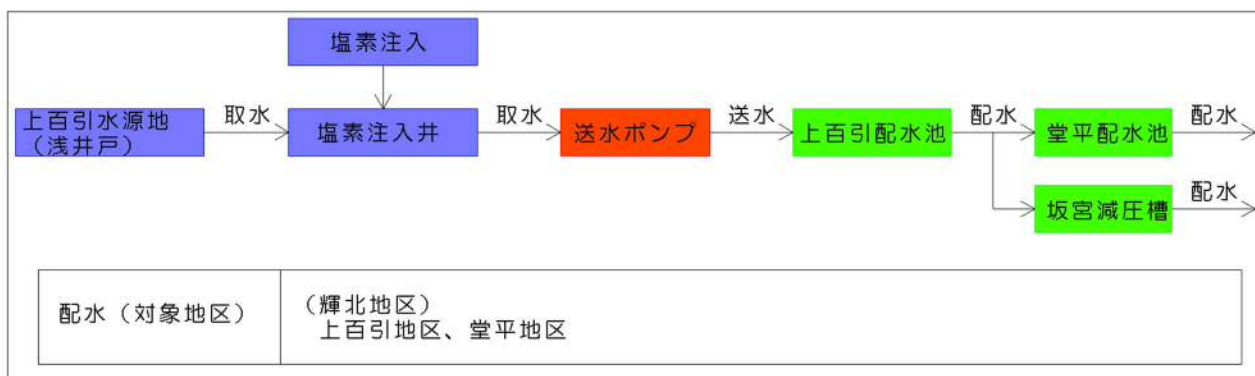 塩素注入
上百引水源地
（浅井戸）
取水
塩素注入井
取水
送水ポンプ
送水
上百引配水池
配水
堂平配水池
配水
坂宮減圧槽
配水
配水（対象地区）
（輝北地区）
上百引地区、堂平地区